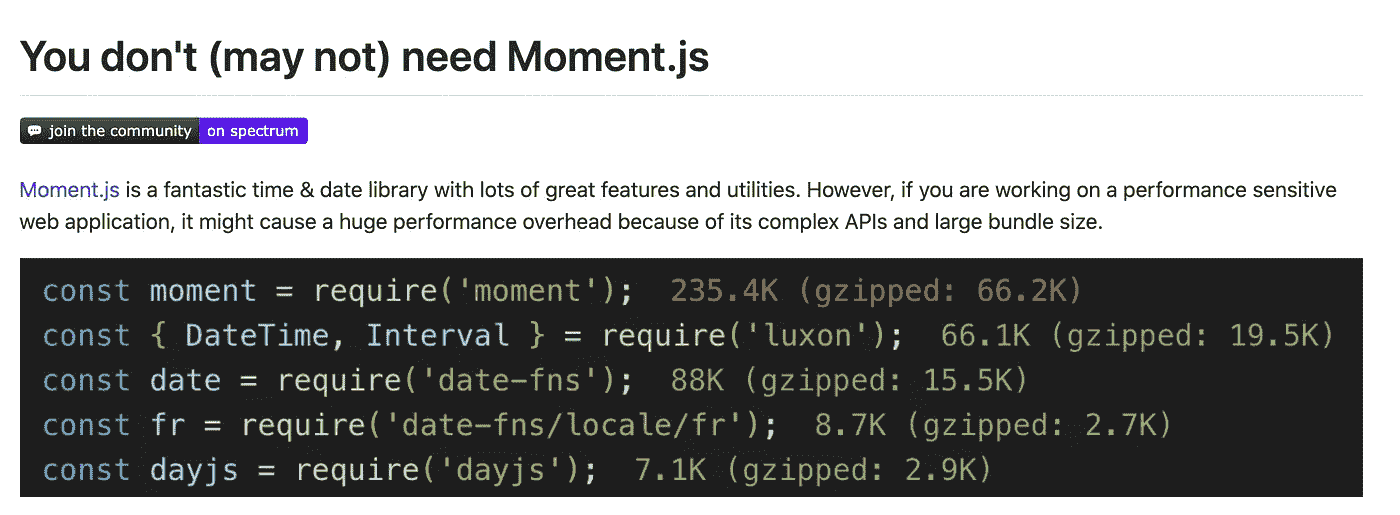 You don't (may not) need Moment.js
join the community on spectrum
Moment.js is a fantastic time & date library with lots of great features and utilities. However, if you are working on a performance sensitive
web application, it might cause a huge performance overhead because of its complex APIs and large bundle size.
const moment = require('moment');  235.4K (gzipped: 66.2K)
const { DateTime, Interval } = require('luxon');  66.1K (gzipped: 19.5K)
const date = require('date-fns');  88K (gzipped: 15.5K)
const fr = require('date-fns/locale/fr');  8.7K (gzipped: 2.7K)
const dayjs = require('dayjs');  7.1K (gzipped: 2.9K)